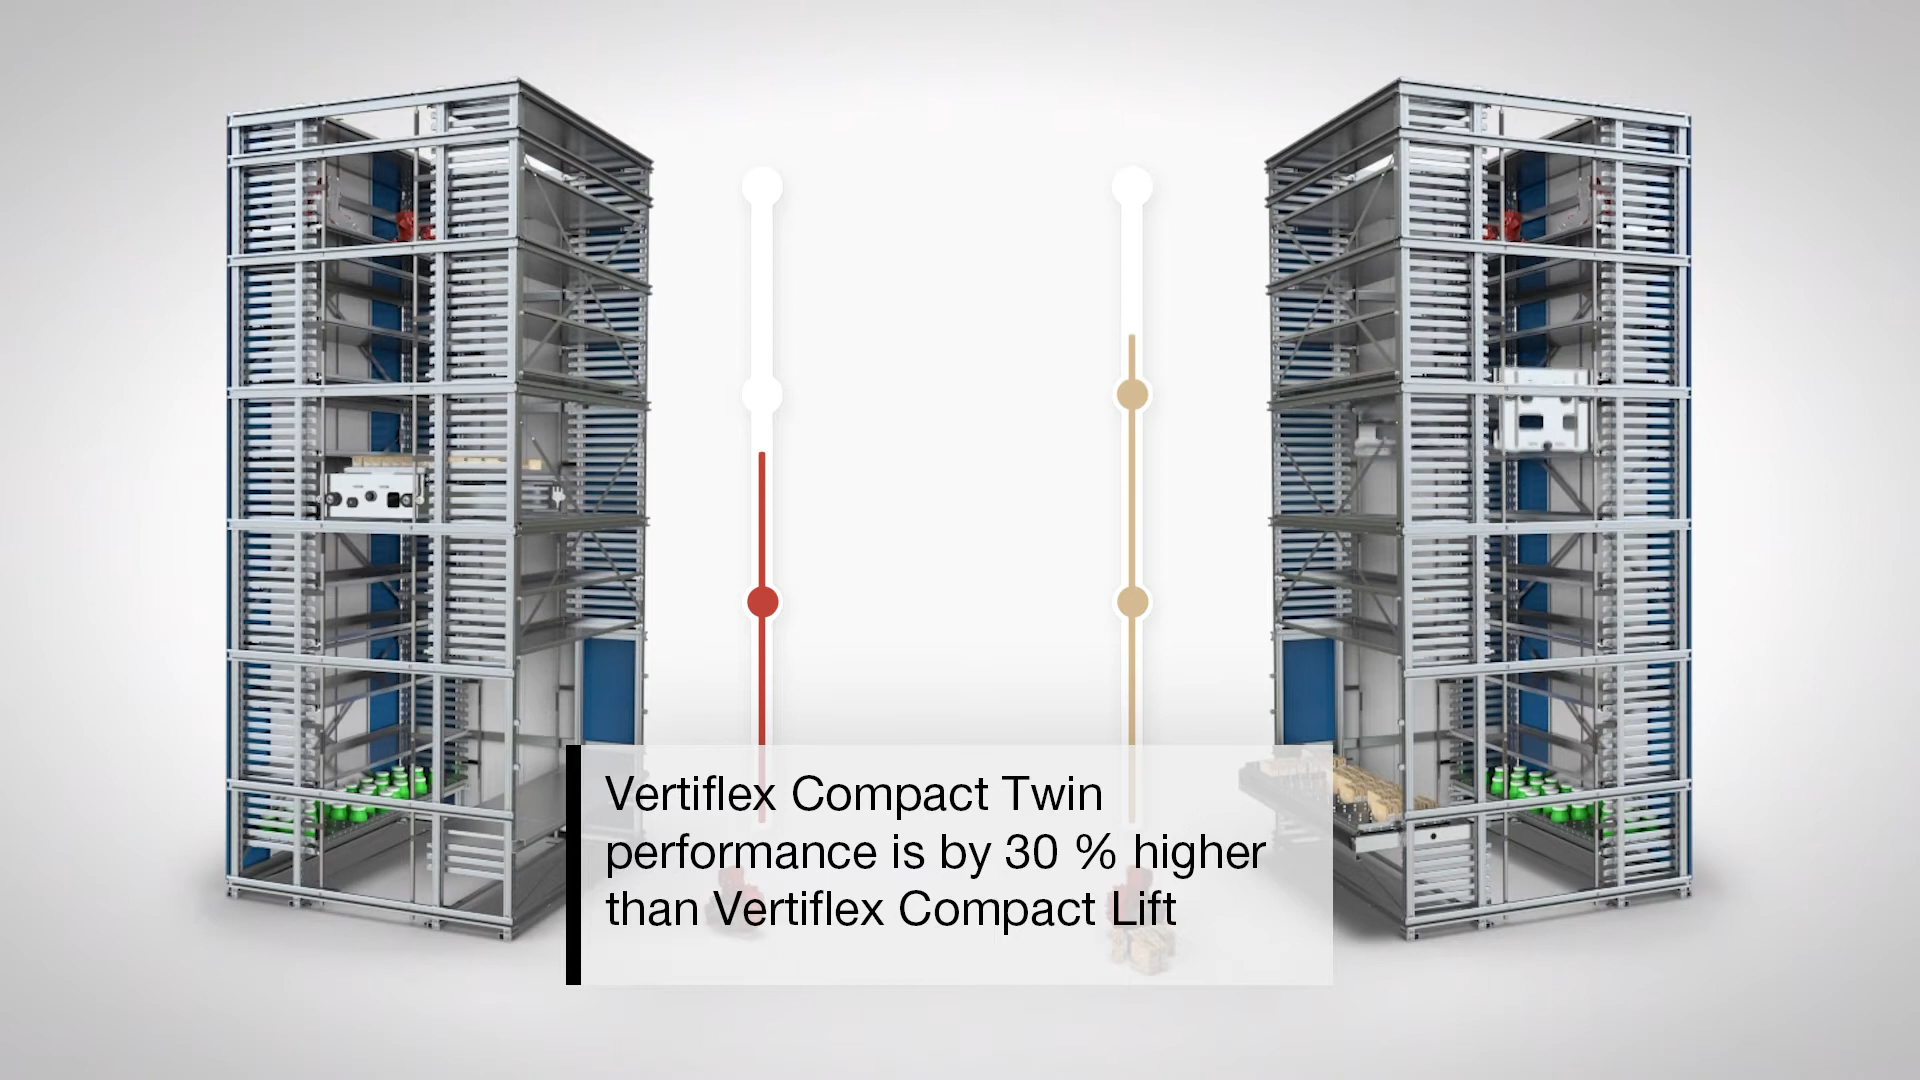 Vertiflex Compact Twin
performance is by 30 % higher
than Vertiflex Compact Lift